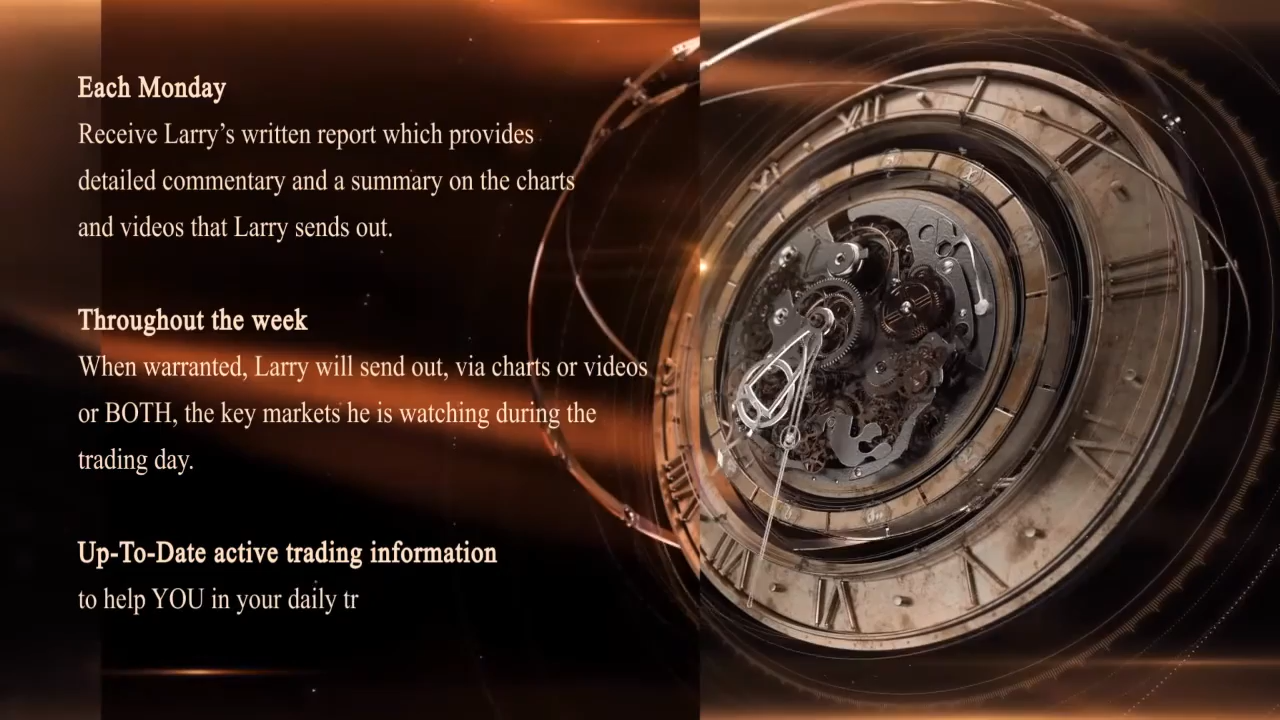 Each Monday
Receive Larry’s written report which provides
detailed commentary and a summary on the charts
and videos that Larry sends out.
Throughout the week
When warranted, Larry will send out, via charts or videos
or BOTH, the key markets he is watching during the
trading day.
Up-To-Date active trading information
to help YOU in your daily tr